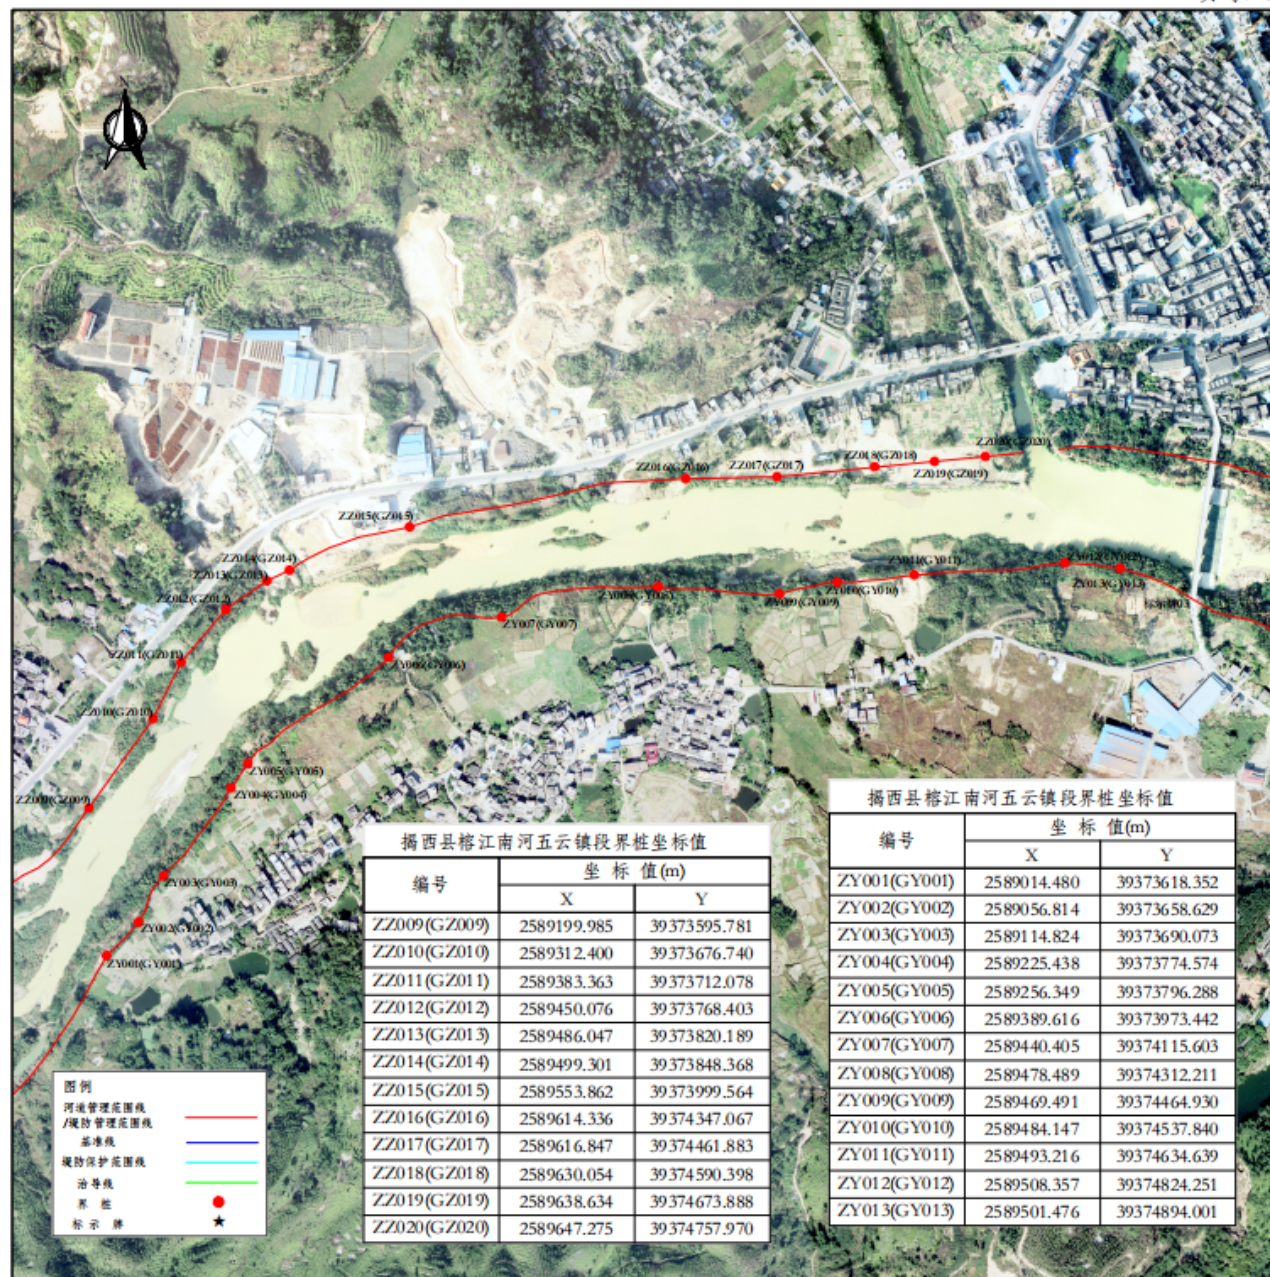 ZZ020(GZ020)
ZZ018(GZ018)
ZZ016(GZ016)
ZZ017(GZ017)
ZZ019(GZ019)
ZZ015(GZ015)
ZZ014(GZ014)
ZY011(GY011)
ZY012(GY012)
ZZ013(GZ013)
ZY013(GY013)
ZY008(GY008)
ZY010(GY010)
ZZ012(GZ012)
ZY009(GY009)
ZY007(GY007)
ZZ011(GZ011)
ZY006(GY006)
ZZ010(GZ010)
ZY005(GY005)
ZY004(GY004)
ZZ009(GZ009)
ZY003(GY003)
ZY002(GY002)
ZY001(GY001)
揭西县榕江南河五云镇段界桩坐标值
编号 坐 标 值(m)
X Y
ZZ009(GZ009) 2589199.985 39373595.781
ZZ010(GZ010) 2589312.400 39373676.740
ZZ011(GZ011) 2589383.363 39373712.078
ZZ012(GZ012) 2589450.076 39373768.403
ZZ013(GZ013) 2589486.047 39373820.189
ZZ014(GZ014) 2589499.301 39373848.368
ZZ015(GZ015) 2589553.862 39373999.564
ZZ016(GZ016) 2589614.336 39374347.067
ZZ017(GZ017) 2589616.847 39374461.883
ZZ018(GZ018) 2589630.054 39374590.398
ZZ019(GZ019) 2589638.634 39374673.888
ZZ020(GZ020) 2589647.275 39374757.970
揭西县榕江南河五云镇段界桩坐标值
编号 坐 标 值(m)
X Y
ZY001(GY001) 2589014.480 39373618.352
ZY002(GY002) 2589056.814 39373658.629
ZY003(GY003) 2589114.824 39373690.073
ZY004(GY004) 2589225.438 39373774.574
ZY005(GY005) 2589256.349 39373796.288
ZY006(GY006) 2589389.616 39373973.442
ZY007(GY007) 2589440.405 39374115.603
ZY008(GY008) 2589478.489 39374312.211
ZY009(GY009) 2589469.491 39374464.930
ZY010(GY010) 2589484.147 39374537.840
ZY011(GY011) 2589493.216 39374634.639
ZY012(GY012) 2589508.357 39374824.251
ZY013(GY013) 2589501.476 39374894.001
图例
河道管理范围线
/堤防管理范围线
基准线
堤防保护范围线
治导线
界 桩
标 示 牌